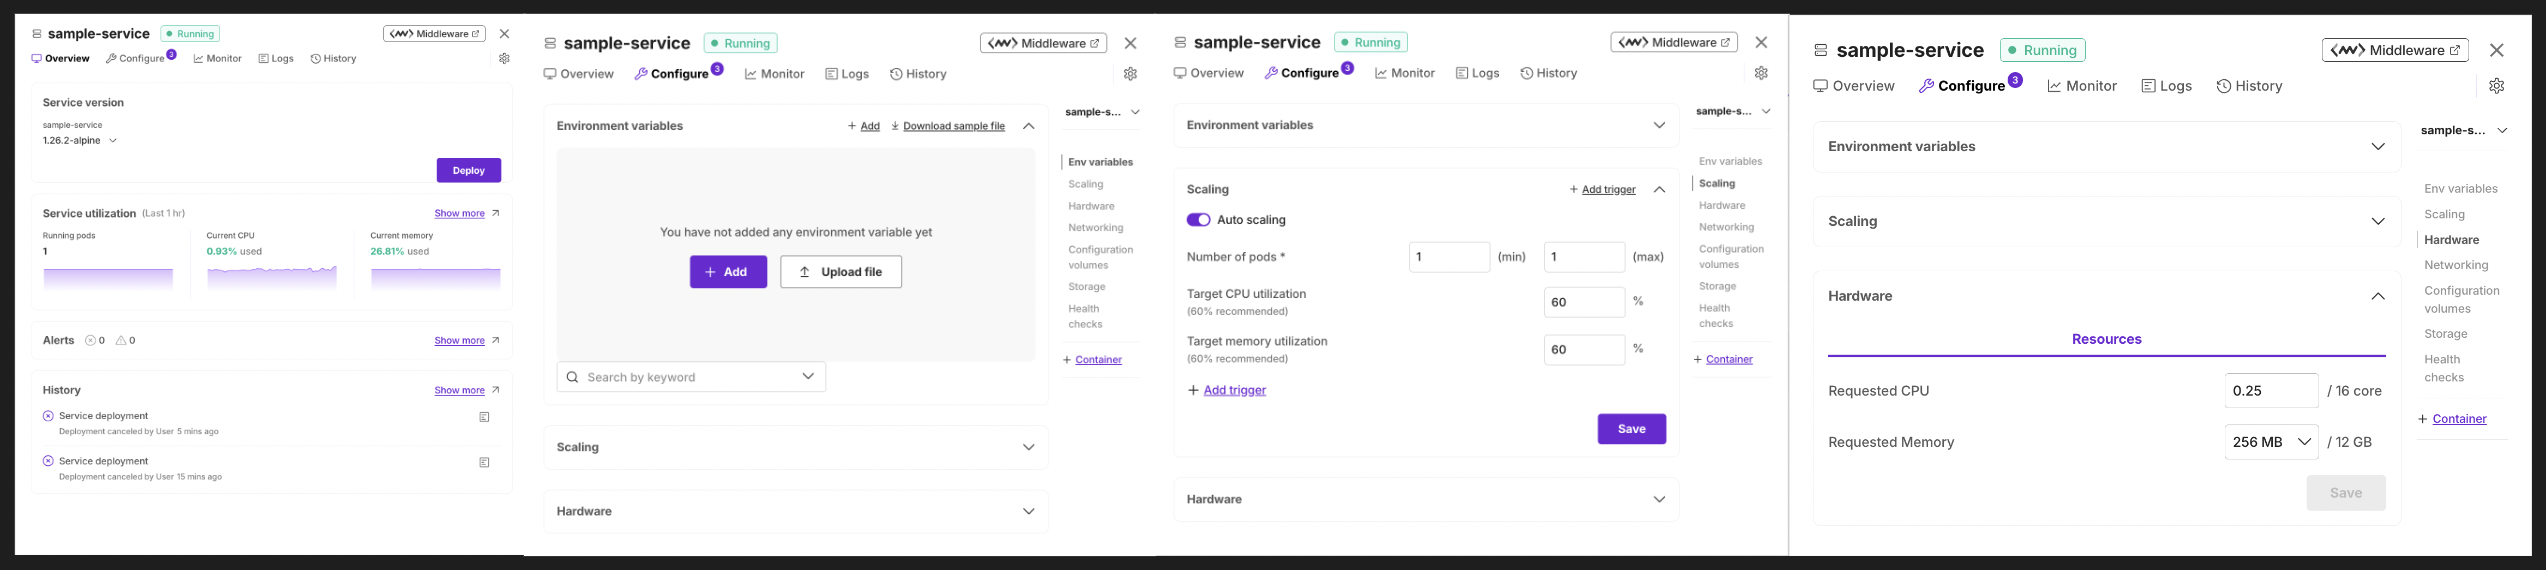 sample-service Running Middleware
Overview Configure 3 Monitor Logs History
Service version
sample-service
1.26.2-alpine
Deploy
Service utilization (Last 1 hr) Show more
Running pods Current CPU Current memory
1 0.93% used 26.81% used
Alerts 0 0 Show more
History Show more
Service deployment
Deployment canceled by User 5 mins ago
Service deployment
Deployment canceled by User 15 mins ago
sample-service Running Middleware
Overview Configure 3 Monitor Logs History
Environment variables + Add Download sample file
You have not added any environment variable yet
+ Add Upload file
Search by keyword
Scaling
Hardware
sample-s...
Env variables
Scaling
Hardware
Networking
Configuration
volumes
Storage
Health
checks
+ Container
sample-service Running Middleware
Overview Configure 3 Monitor Logs History
Environment variables
Scaling + Add trigger
Auto scaling
Number of pods * 1 (min) 1 (max)
Target CPU utilization 60 %
(60% recommended)
Target memory utilization 60 %
(60% recommended)
+ Add trigger
Save
Hardware
sample-s...
Env variables
Scaling
Hardware
Networking
Configuration
volumes
Storage
Health
checks
+ Container
sample-service Running Middleware
Overview Configure 3 Monitor Logs History
Environment variables
Scaling
Hardware
Resources
Requested CPU 0.25 / 16 core
Requested Memory 256 MB / 12 GB
Save
sample-s...
Env variables
Scaling
Hardware
Networking
Configuration
volumes
Storage
Health
checks
+ Container